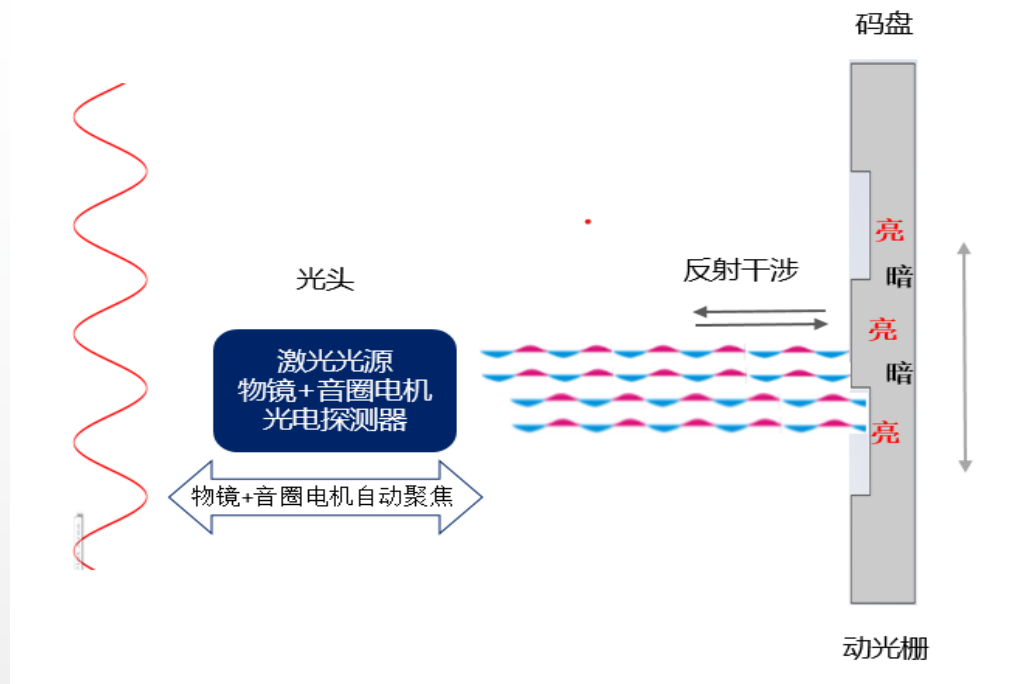 码盘
亮
暗
光头
反射干涉
亮
激光光源
物镜+音圈电机
光电探测器
暗
亮
物镜+音圈电机自动聚焦
动光栅